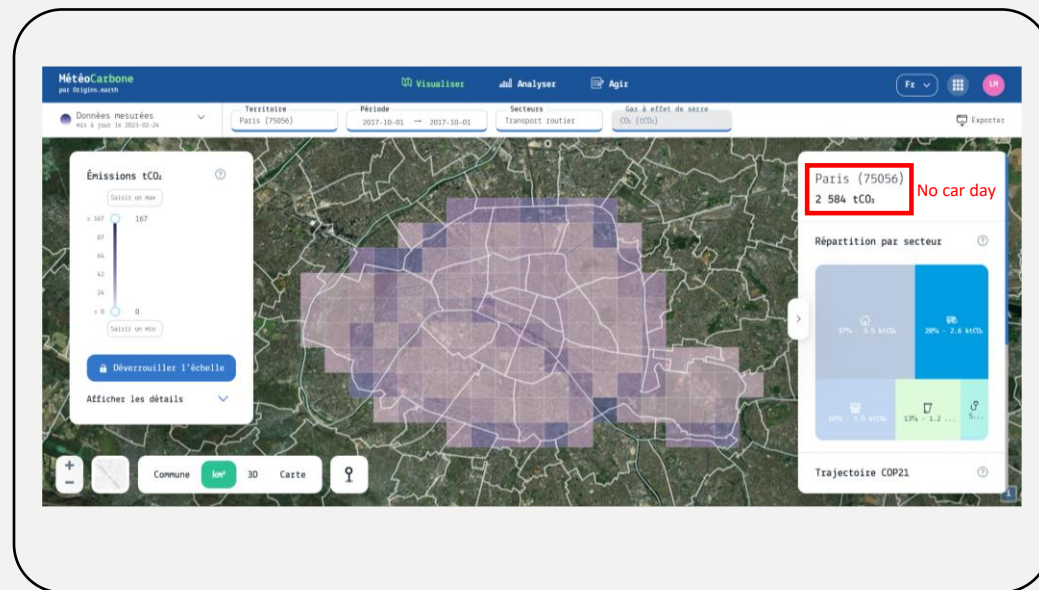 MétéoCarbone
par Origins.earth
Visualiser
Analyser
Agir
Fr
LM
Données mesurées
mis à jour le 2023-02-24
Territoire
Paris (75056)
Période
2017-10-01 → 2017-10-01
Secteurs
Transport routier
Gaz à effet de serre
CO₂ (tCO₂)
Exporter
Émissions tCO₂
Saisir un max
≤ 167
167
87
64
42
24
≤ 0
0
Saisir un min
Déverrouiller l'échelle
Afficher les détails
Paris (75056)
2 584 tCO₂
No car day
Répartition par secteur
37% - 3.5 ktCO₂
28% - 2.6 ktCO₂
16% - 1.5 ktCO₂
13% - 1.2 ...
5...
Trajectoire COP21
+
−
Commune
km²
3D
Carte
i